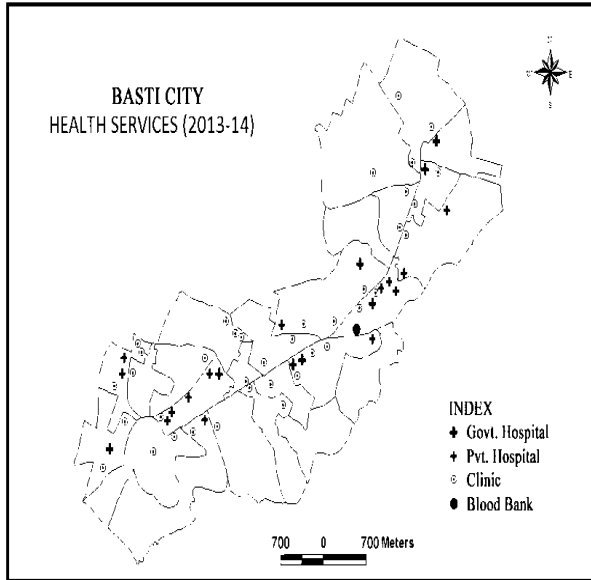 BASTI CITY
HEALTH SERVICES (2013-14)
E
S
INDEX
Govt. Hospital
Pvt. Hospital
Clinic
Blood Bank
700 0 700 Meters